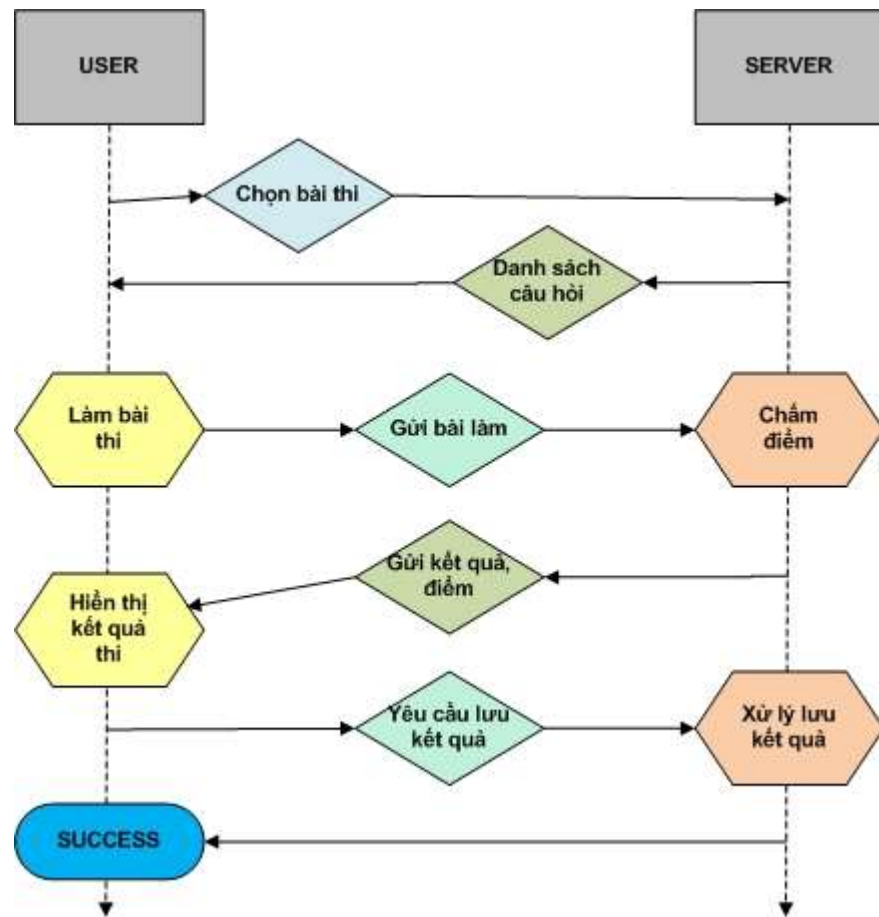 USER
SERVER
Chọn bài thi
Danh sách
câu hỏi
Làm bài
thi
Gửi bài làm
Chấm
điểm
Gửi kết quả,
điểm
Hiển thị
kết quả
thi
Yêu cầu lưu
kết quả
Xử lý lưu
kết quả
SUCCESS